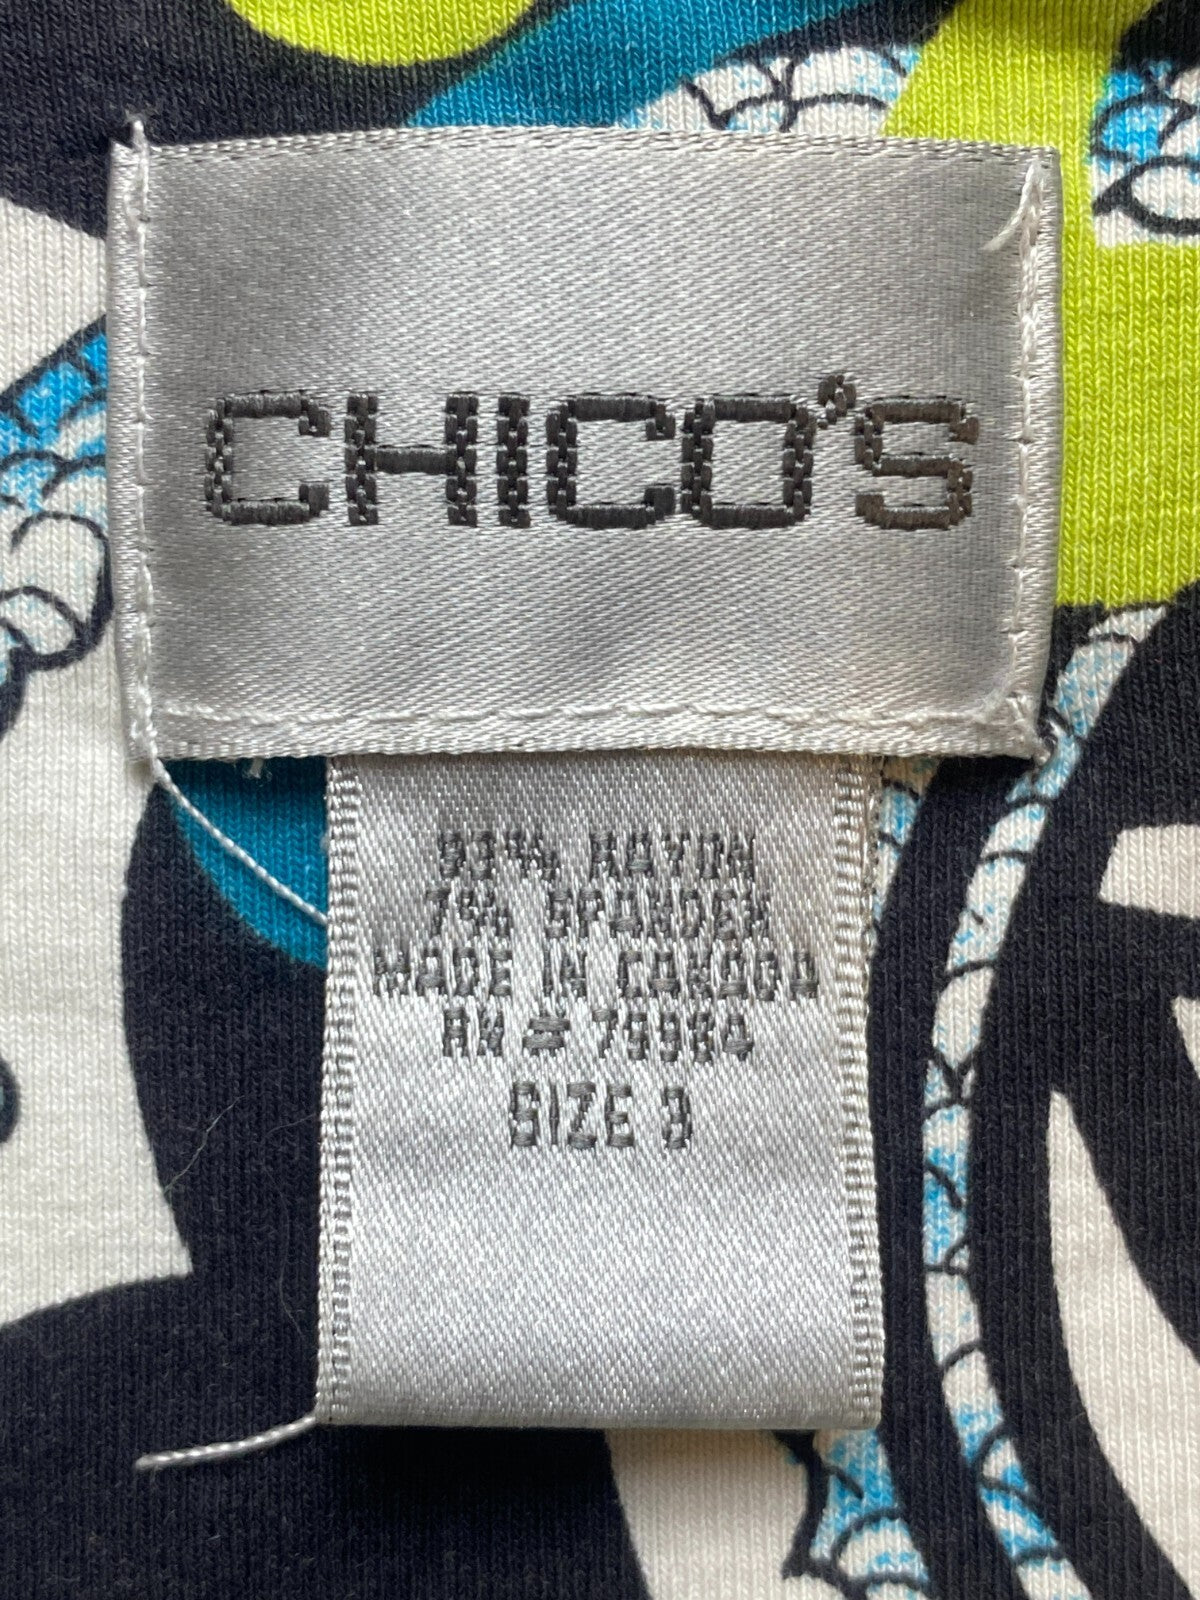 CHICO'S
93% RAYON
7% SPANDEX
MADE IN CANADA
RN # 79984
SIZE 3